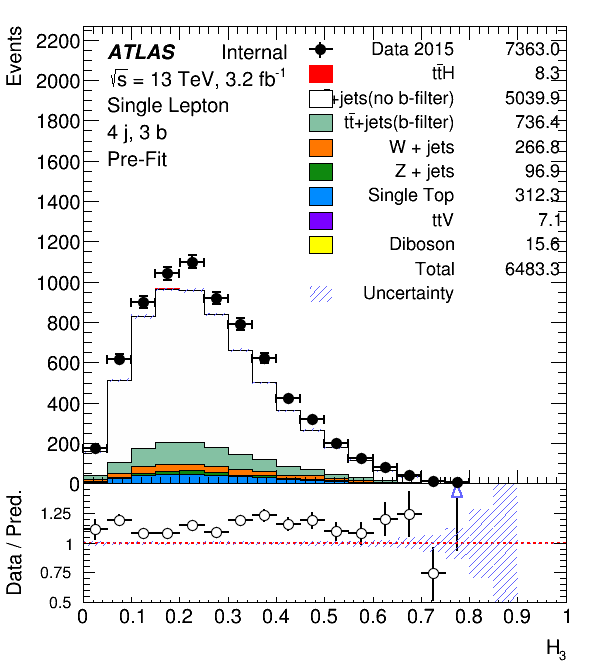 Events
2200
2000
1800
1600
1400
1200
1000
800
600
400
200
0
ATLAS Internal
√s = 13 TeV, 3.2 fb⁻¹
Single Lepton
4 j, 3 b
Pre-Fit
Data 2015 7363.0
tt̄H 8.3
+jets(no b-filter) 5039.9
tt̄+jets(b-filter) 736.4
W + jets 266.8
Z + jets 96.9
Single Top 312.3
ttV 7.1
Diboson 15.6
Total 6483.3
Uncertainty
Data / Pred.
1.25
1
0.75
0.5
0 0.1 0.2 0.3 0.4 0.5 0.6 0.7 0.8 0.9 1
H₃